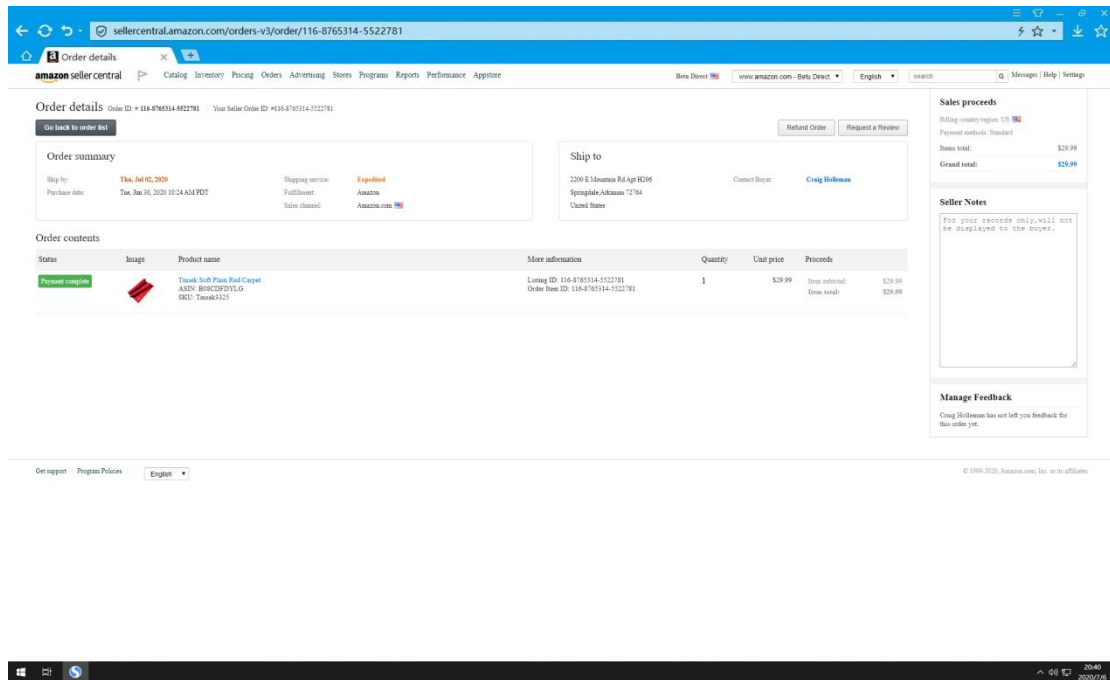 sellercentral.amazon.com/orders-v3/order/116-8765314-5522781
Order details
amazon seller central Catalog Inventory Pricing Orders Advertising Stores Programs Reports Performance Appstore Betu Direct www.amazon.com - Betu Direct English search Messages | Help | Settings
Order details Order ID: # 116-8765314-5522781 Your Seller Order ID: #116-8765314-5522781
Go back to order list Refund Order Request a Review
Order summary
Ship by: Thu, Jul 02, 2020
Purchase date: Tue, Jun 30, 2020 10:24 AM PDT
Shipping service: Expedited
Fulfillment: Amazon
Sales channel: Amazon.com
Ship to
2200 E Mountain Rd Apt H206
Springdale, Arkansas 72764
United States
Contact Buyer: Craig Holleman
Order contents
Status Image Product name More information Quantity Unit price Proceeds
Payment complete
Tmsek Soft Plain Red Carpet
ASIN: B08CDFDYLG
SKU: Temsek3325
Listing ID: 116-8765314-5522781
Order Item ID: 116-8765314-5522781
1 $29.99
Item subtotal: $29.99
Item total: $29.99
Sales proceeds
Billing country/region: US
Payment methods: Standard
Items total: $29.99
Grand total: $29.99
Seller Notes
For your records only,will not
be displayed to the buyer.
Manage Feedback
Craig Holleman has not left you feedback for
this order yet.
Get support Program Policies English © 1999-2020, Amazon.com, Inc. or its affiliates
20:40
2020/7/6